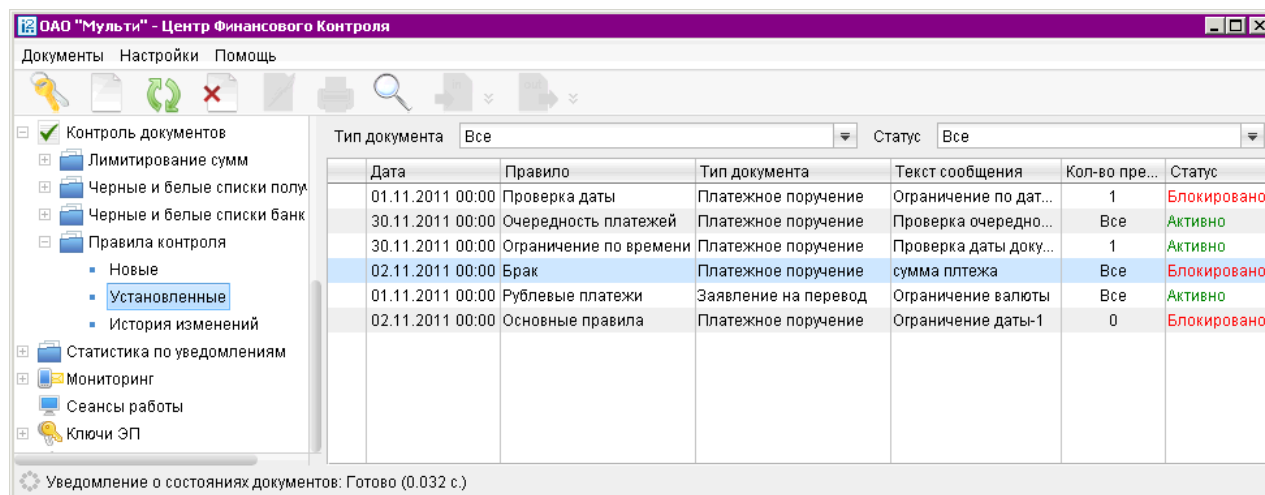 ОАО "Мульти" - Центр Финансового Контроля
Документы Настройки Помощь
in out
Контроль документов
Лимитирование сумм
Черные и белые списки полу
Черные и белые списки банк
Правила контроля
Новые
Установленные
История изменений
Статистика по уведомлениям
Мониторинг
Сеансы работы
Ключи ЭП
Тип документа Все Статус Все
Дата Правило Тип документа Текст сообщения Кол-во пре... Статус
01.11.2011 00:00 Проверка даты Платежное поручение Ограничение по дат... 1 Блокировано
30.11.2011 00:00 Очередность платежей Платежное поручение Проверка очередно... Все Активно
30.11.2011 00:00 Ограничение по времени Платежное поручение Проверка даты доку... 1 Активно
02.11.2011 00:00 Брак Платежное поручение сумма плтежа Все Блокировано
01.11.2011 00:00 Рублевые платежи Заявление на перевод Ограничение валюты Все Активно
02.11.2011 00:00 Основные правила Платежное поручение Ограничение даты-1 0 Блокировано
Уведомление о состояниях документов: Готово (0.032 с.)